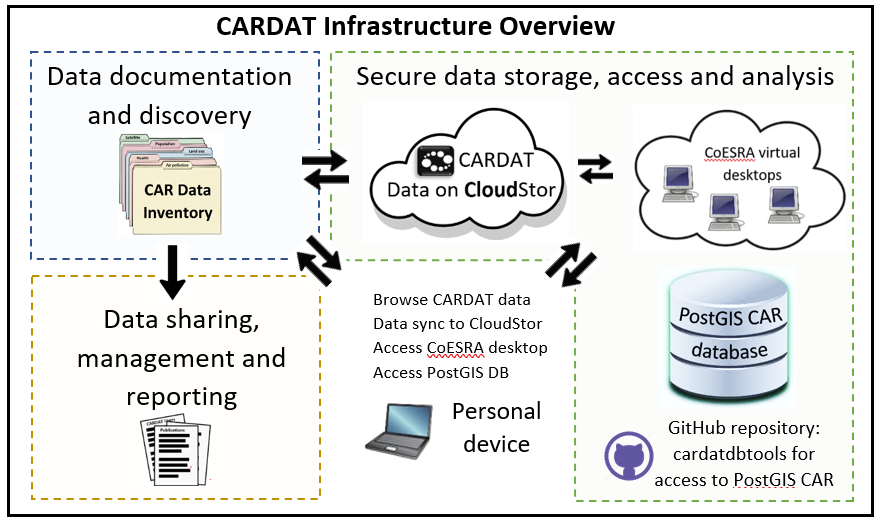 CARDAT Infrastructure Overview
Data documentation
and discovery
Satellite
Population
Land use
Health
Air pollution
CAR Data
Inventory
Secure data storage, access and analysis
CARDAT
Data on CloudStor
CoESRA virtual
desktops
Data sharing,
management and
reporting
CARDAT
Publications
Browse CARDAT data
Data sync to CloudStor
Access CoESRA desktop
Access PostGIS DB
Personal
device
PostGIS CAR
database
GitHub repository:
cardatdbtools for
access to PostGIS CAR